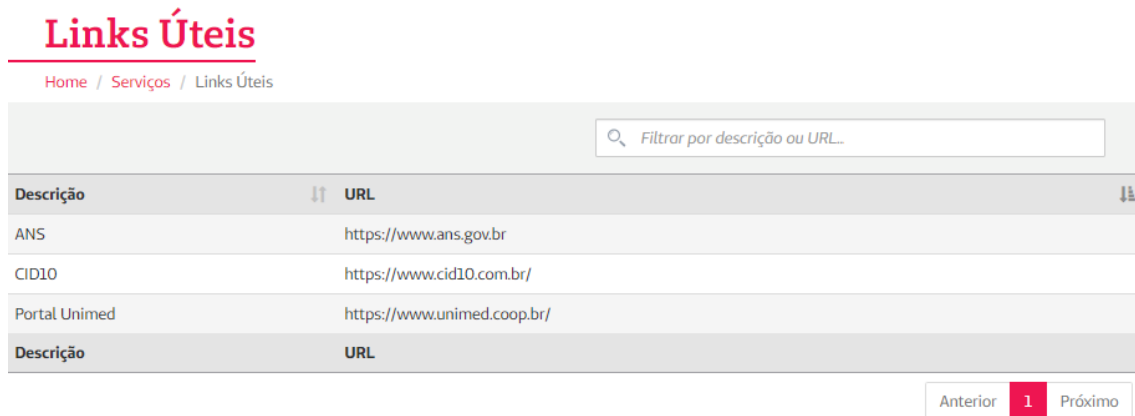 Links Úteis
Home / Serviços / Links Úteis
Filtrar por descrição ou URL...
Descrição URL
ANS https://www.ans.gov.br
CID10 https://www.cid10.com.br/
Portal Unimed https://www.unimed.coop.br/
Descrição URL
Anterior 1 Próximo